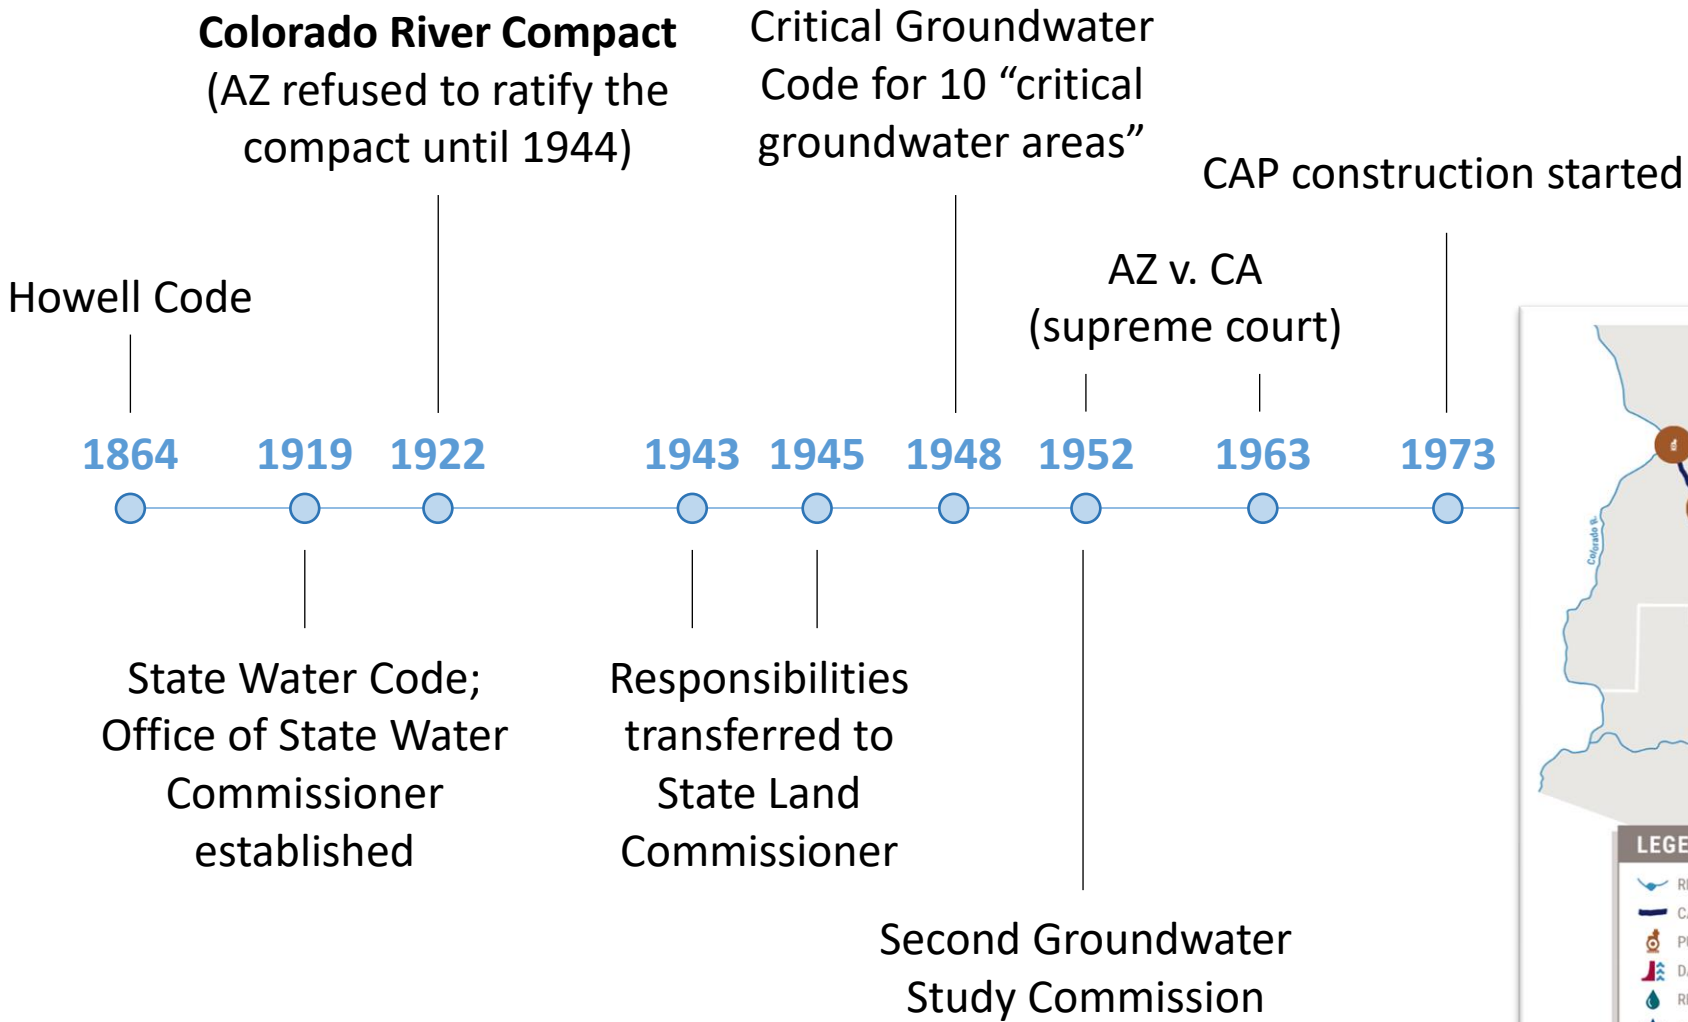 Colorado River Compact
(AZ refused to ratify the
compact until 1944)
Critical Groundwater
Code for 10 “critical
groundwater areas”
CAP construction started
Howell Code
AZ v. CA
(supreme court)
1864
1919
1922
1943
1945
1948
1952
1963
1973
State Water Code;
Office of State Water
Commissioner
established
Responsibilities
transferred to
State Land
Commissioner
Second Groundwater
Study Commission
Colorado R.